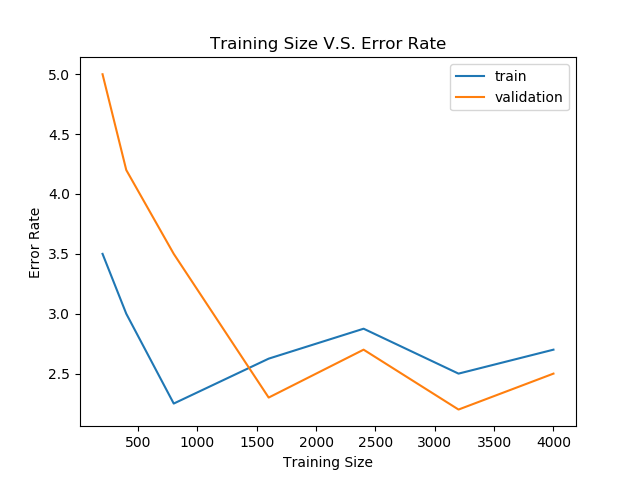 Training Size V.S. Error Rate
train
validation
Error Rate
5.0
4.5
4.0
3.5
3.0
2.5
500 1000 1500 2000 2500 3000 3500 4000
Training Size